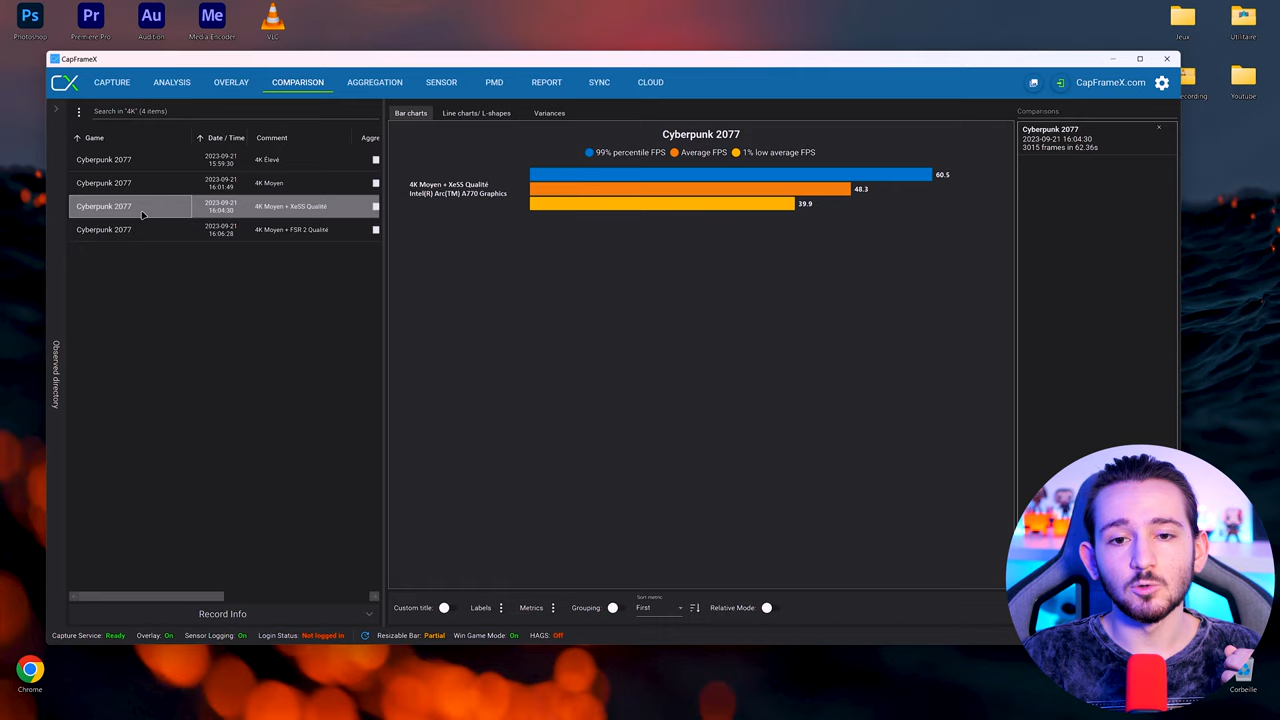 Ps
Pr
Au
Me
Photoshop
Premiere Pro
Audition
Media Encoder
VLC
Jeux
Utilitaire
CapFrameX
CX
CAPTURE
ANALYSIS
OVERLAY
COMPARISON
AGGREGATION
SENSOR
PMD
REPORT
SYNC
CLOUD
CapFrameX.com
Youtube
Search in "4K" (4 items)
Bar charts
Line charts/ L-shapes
Variances
Comparisons
Game
Date / Time
Comment
Aggre
Cyberpunk 2077
2023-09-21
15:59:30
4K Élevé
Cyberpunk 2077
2023-09-21
16:01:49
4K Moyen
Cyberpunk 2077
2023-09-21
16:04:30
4K Moyen + XeSS Qualité
Cyberpunk 2077
2023-09-21
16:06:28
4K Moyen + FSR 2 Qualité
Observed directory
Cyberpunk 2077
99% percentile FPS
Average FPS
1% low average FPS
4K Moyen + XeSS Qualité
Intel(R) Arc(TM) A770 Graphics
60.5
48.3
39.9
Cyberpunk 2077
2023-09-21 16:04:30
3015 frames in 62.36s
Record Info
Custom title:
Labels
Metrics
Grouping:
Sort metric
First
Relative Mode:
Capture Service: Ready
Overlay: On
Sensor Logging: On
Login Status: Not logged in
Resizable Bar: Partial
Win Game Mode: On
HAGS: Off
Chrome
Corbeille